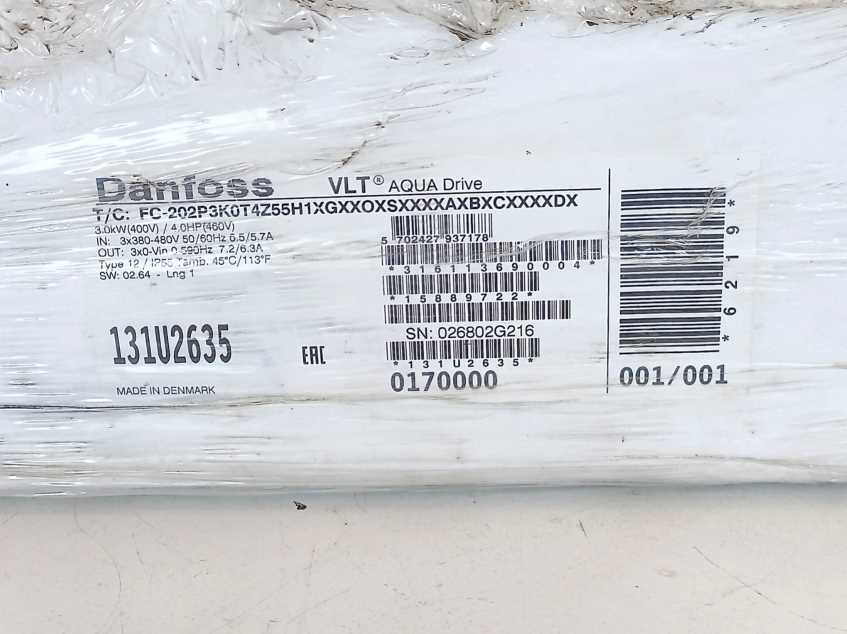 Danfoss VLT® AQUA Drive
T/C: FC-202P3K0T4Z55H1XGXXOXSXXXXAXBXCXXXXDX
3.0kW(400V) / 4.0HP(460V)
IN: 3x380-480V 50/60Hz 6.5/5.7A
OUT: 3x0-Vin 0-590Hz 7.2/6.3A
Type 12 / IP55 Tamb. 45°C/113°F
SW: 02.64 - Lng 1
131U2635
EAC
MADE IN DENMARK
5 702427 937178
*316113690004*
*15889722*
SN: 026802G216
*131U2635*
0170000
*6219*
001/001